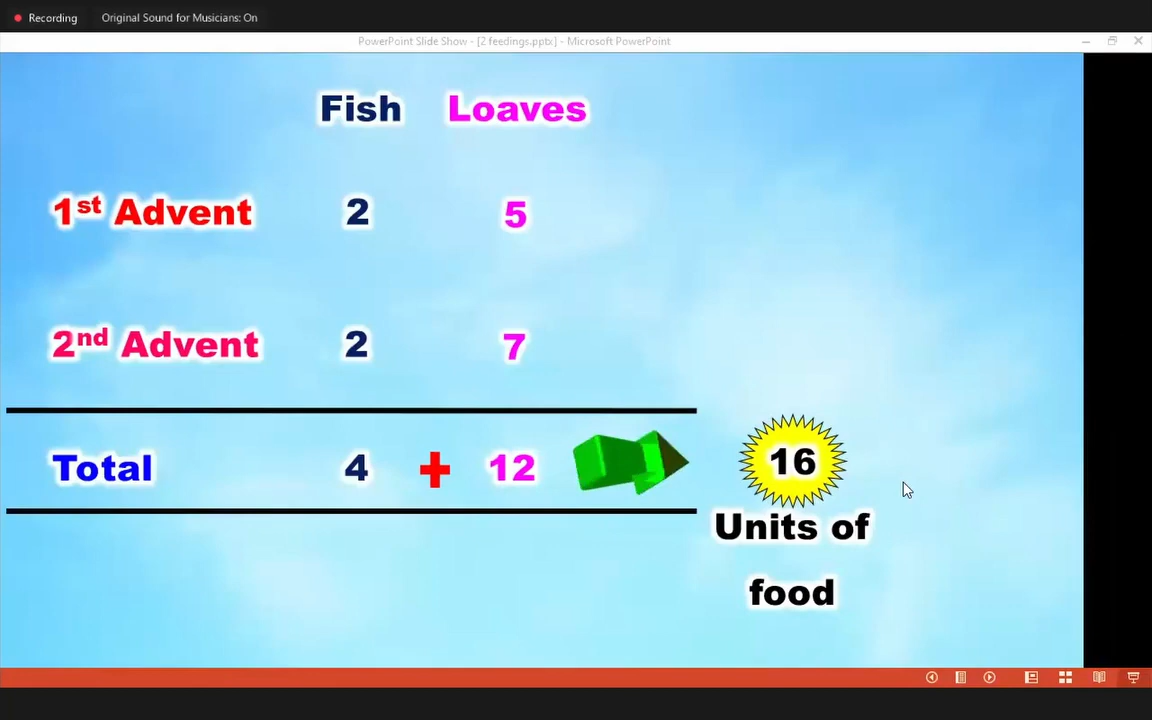 Recording Original Sound for Musicians: On
PowerPoint Slide Show - [2 feedings.pptx] - Microsoft PowerPoint
Fish Loaves
1st Advent 2 5
2nd Advent 2 7
Total 4 + 12 16
Units of
food